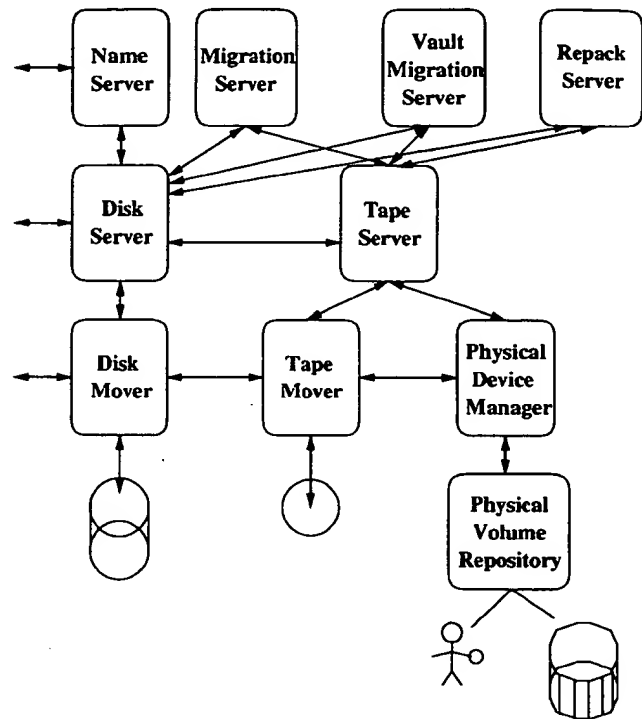 Name
Server
Migration
Server
Vault
Migration
Server
Repack
Server
Disk
Server
Tape
Server
Disk
Mover
Tape
Mover
Physical
Device
Manager
Physical
Volume
Repository